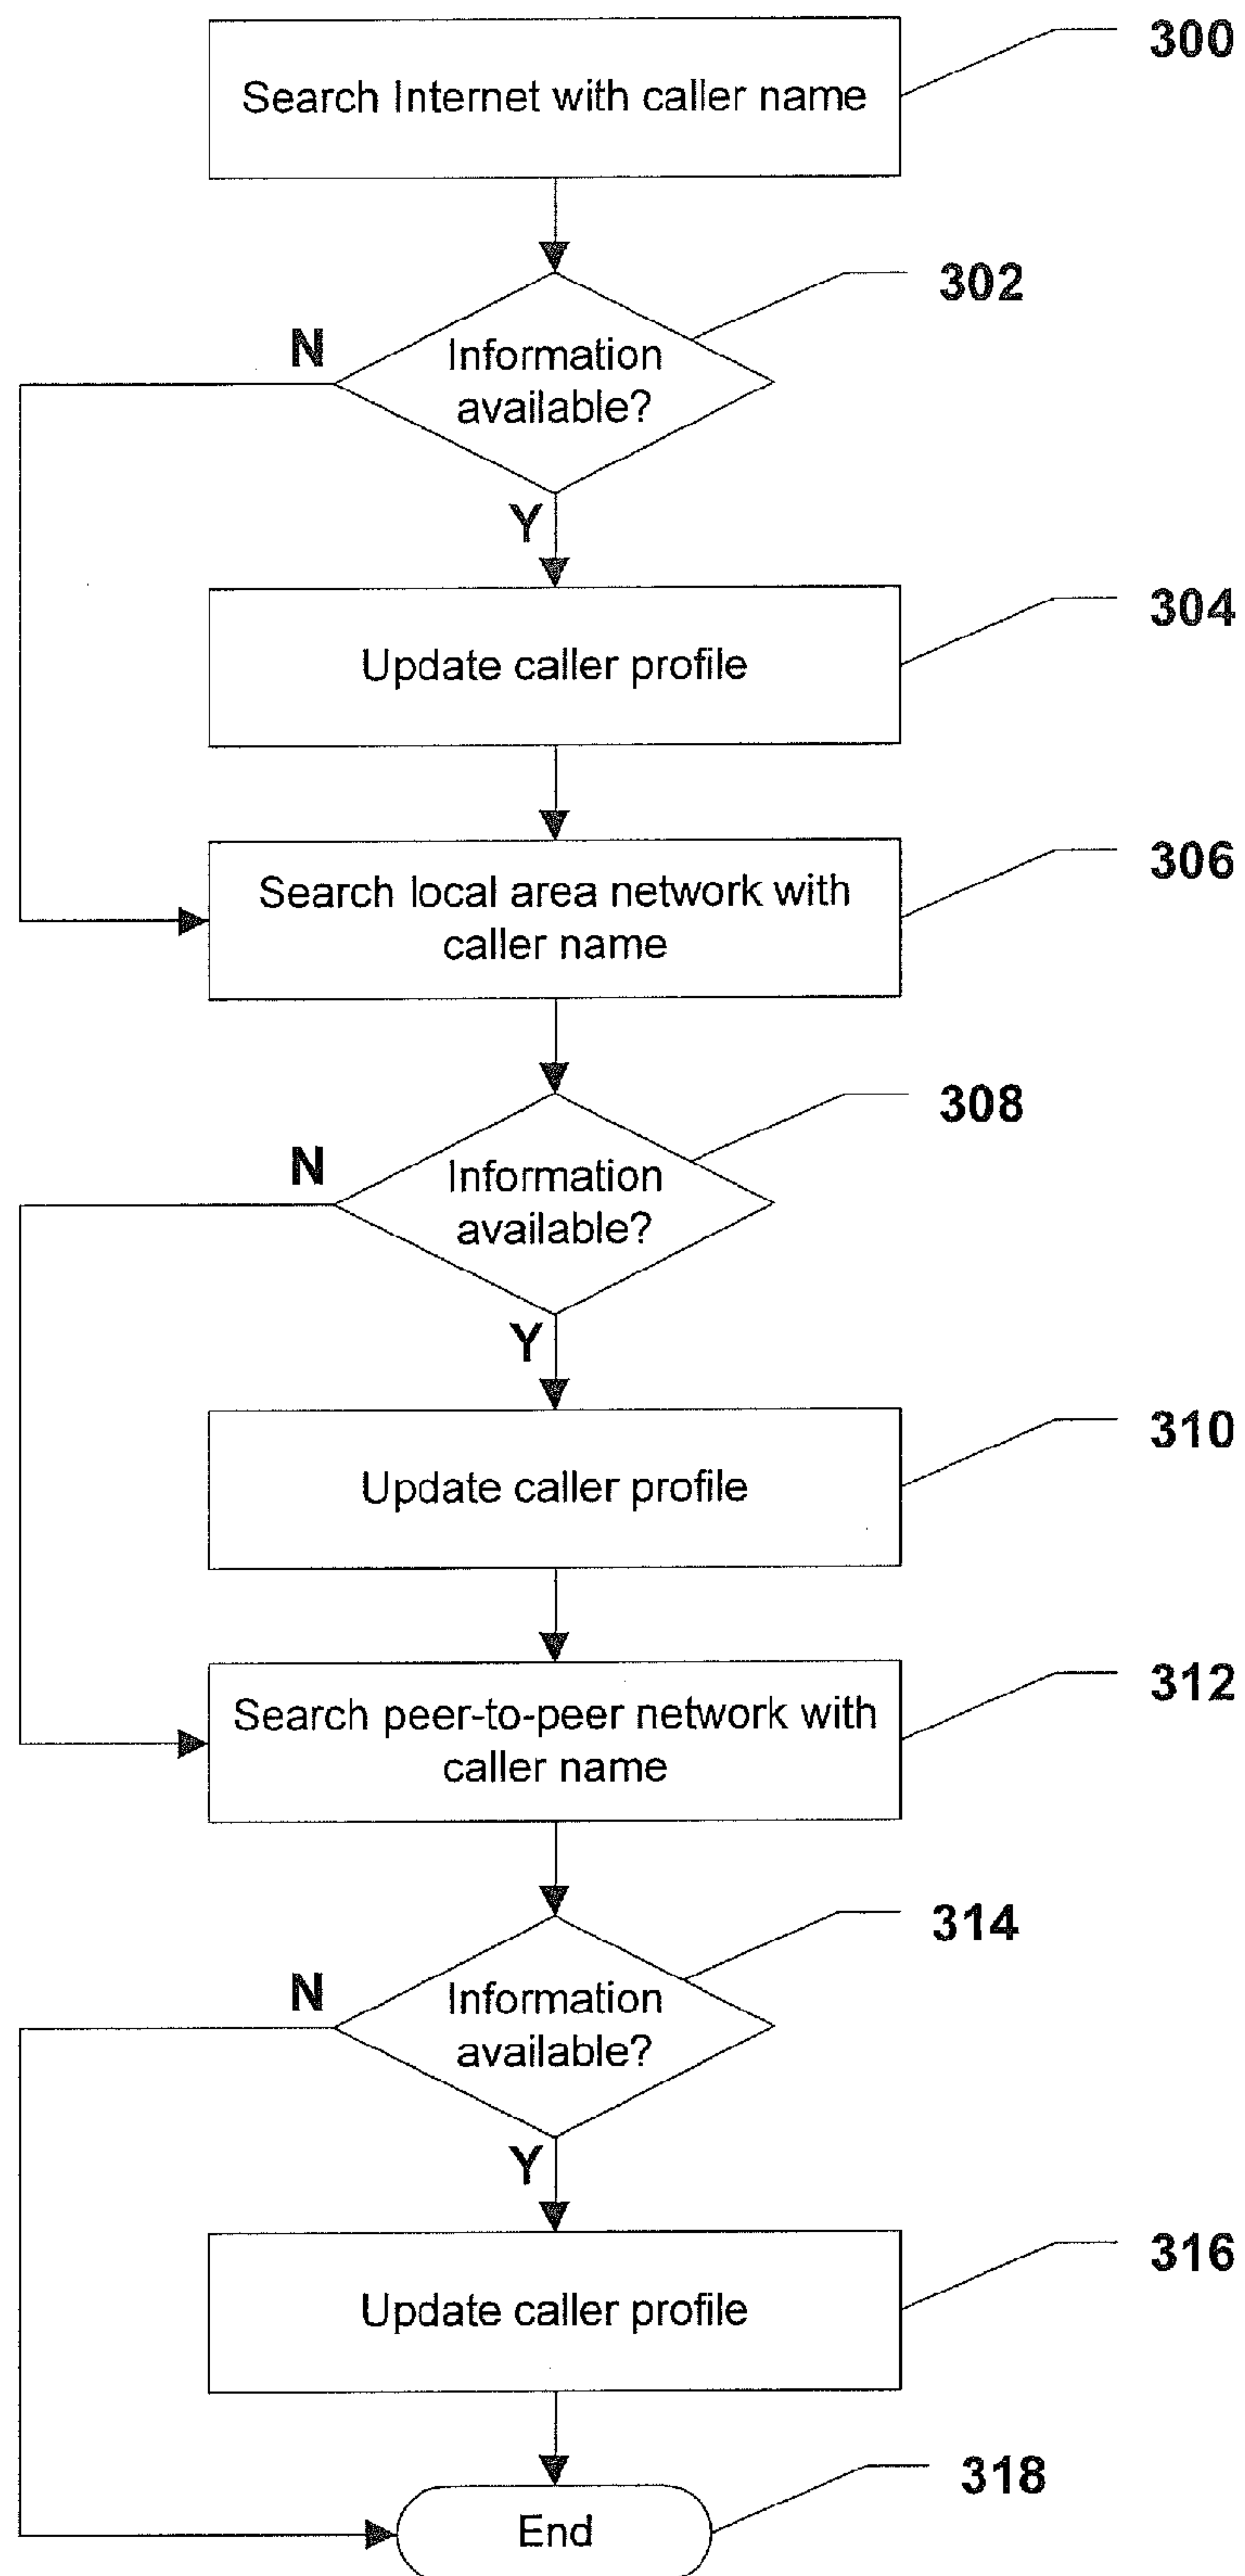 300
Search Internet with caller name
302
N
Information
available?
Y
304
Update caller profile
306
Search local area network with
caller name
308
N
Information
available?
Y
310
Update caller profile
312
Search peer-to-peer network with
caller name
314
N
Information
available?
Y
316
Update caller profile
318
End